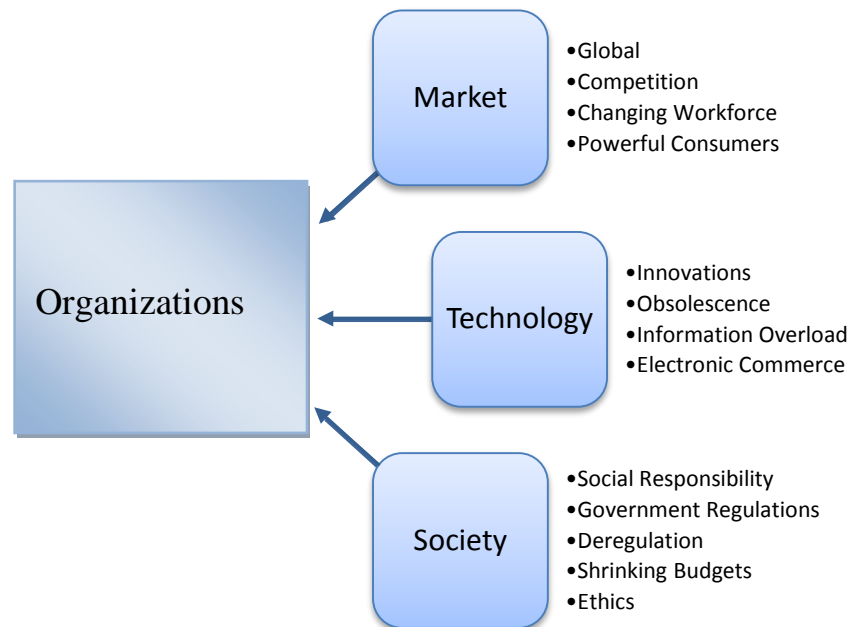 Market
•Global
•Competition
•Changing Workforce
•Powerful Consumers
Organizations
Technology
•Innovations
•Obsolescence
•Information Overload
•Electronic Commerce
Society
•Social Responsibility
•Government Regulations
•Deregulation
•Shrinking Budgets
•Ethics